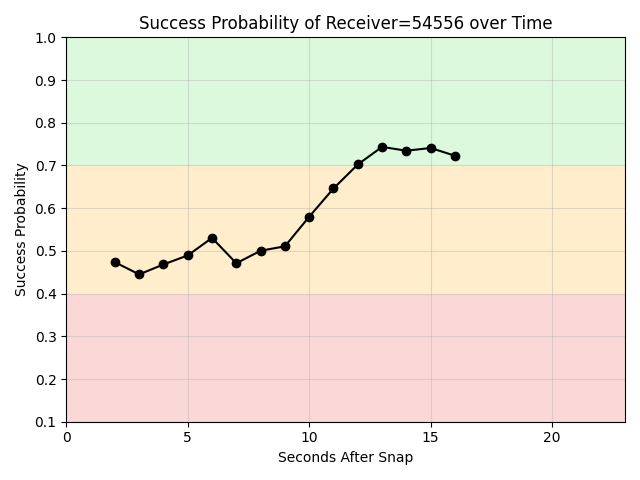 Success Probability of Receiver=54556 over Time
1.0
0.9
0.8
0.7
0.6
0.5
0.4
0.3
0.2
0.1
Success Probability
0 5 10 15 20
Seconds After Snap